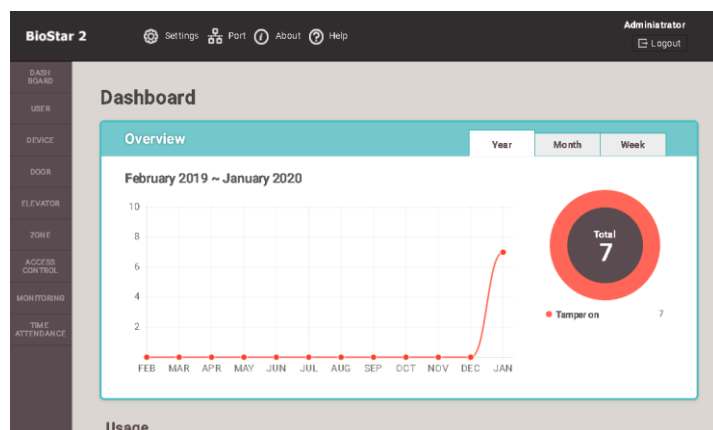 BioStar 2
Settings Port About Help
Administrator
Logout
DASH
BOARD
USER
DEVICE
DOOR
ELEVATOR
ZONE
ACCESS
CONTROL
MONITORING
TIME
ATTENDANCE
Dashboard
Overview
Year Month Week
February 2019 ~ January 2020
10
8
6
4
2
FEB MAR APR MAY JUN JUL AUG SEP OCT NOV DEC JAN
Total
7
Tamper on 7
Usage